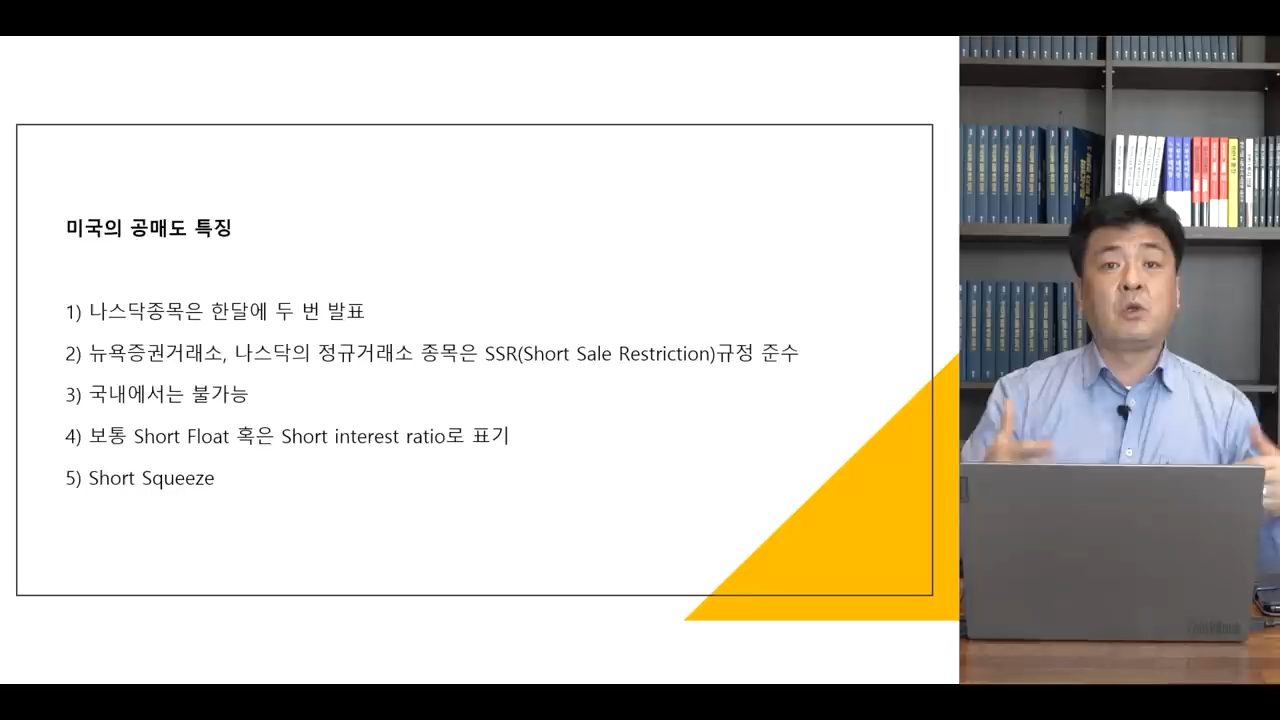 미국의 공매도 특징
1) 나스닥종목은 한달에 두 번 발표
2) 뉴욕증권거래소, 나스닥의 정규거래소 종목은 SSR(Short Sale Restriction)규정 준수
3) 국내에서는 불가능
4) 보통 Short Float 혹은 Short interest ratio로 표기
5) Short Squeeze